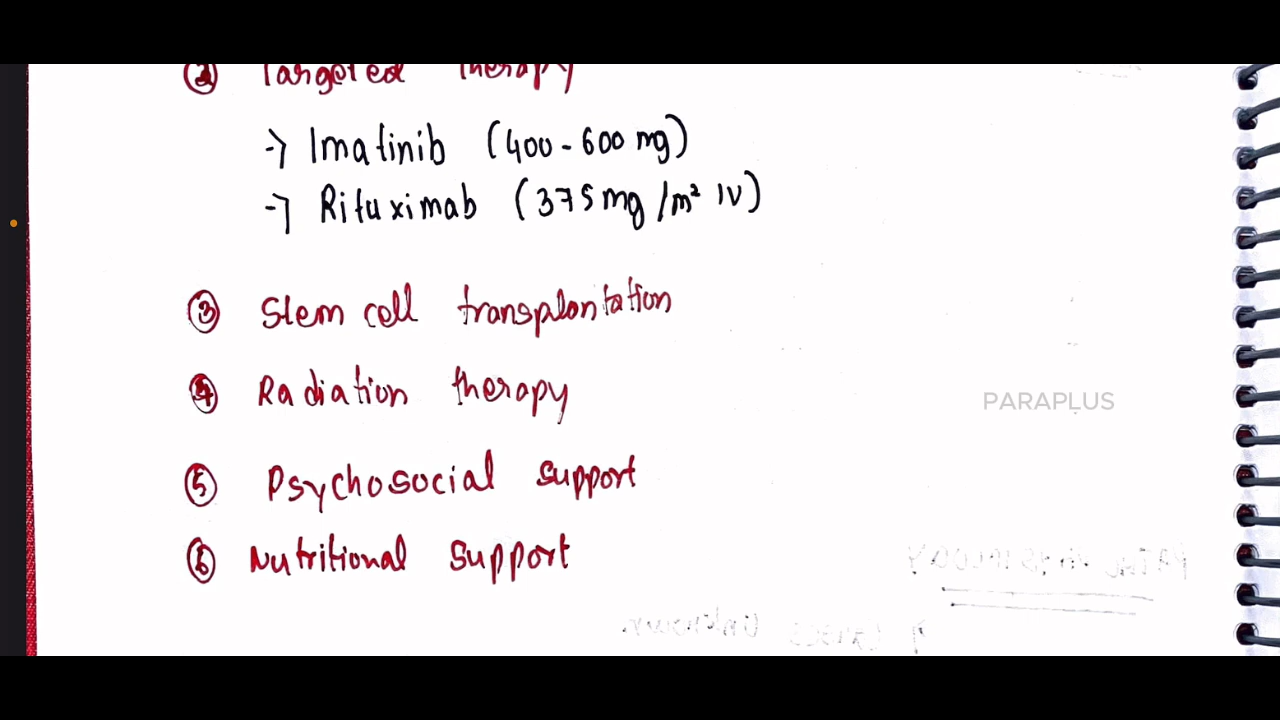 ② Targeted therapy
-> Imatinib (400-600 mg)
-> Rituximab (375 mg/m² IV)
③ Stem cell transplantation
④ Radiation therapy
PARAPLUS
⑤ Psychosocial support
⑥ Nutritional support